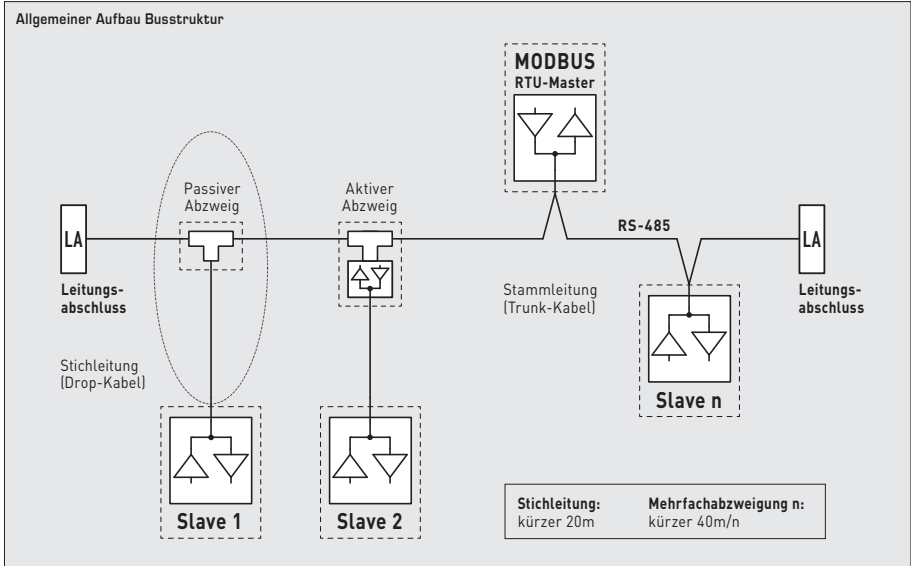 Allgemeiner Aufbau Busstruktur
MODBUS
RTU-Master
Passiver
Abzweig
Aktiver
Abzweig
LA
RS-485
LA
Leitungs-
abschluss
Stammleitung
(Trunk-Kabel)
Leitungs-
abschluss
Stichleitung
(Drop-Kabel)
Slave n
Slave 1
Slave 2
Stichleitung:
kürzer 20m
Mehrfachabzweigung n:
kürzer 40m/n